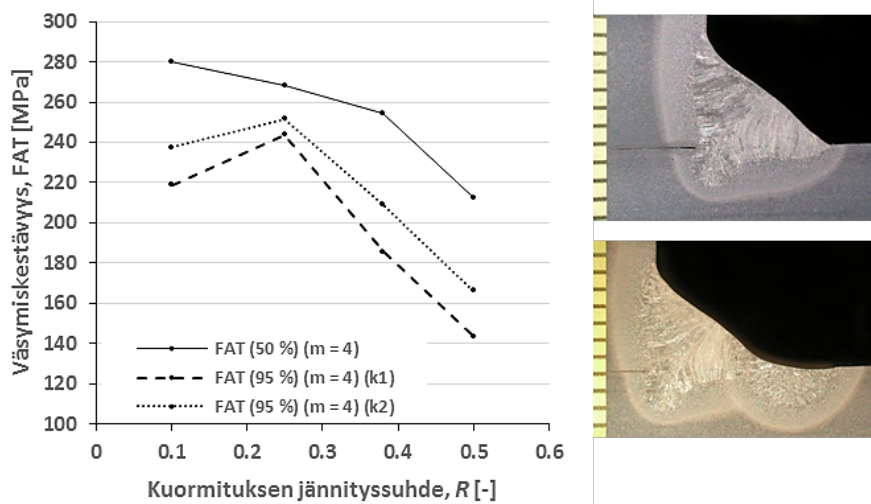 Väsymiskestävyys, FAT [MPa]
300
280
260
240
220
200
180
160
140
120
100
FAT (50 %) (m = 4)
FAT (95 %) (m = 4) (k1)
FAT (95 %) (m = 4) (k2)
0 0.1 0.2 0.3 0.4 0.5 0.6
Kuormituksen jännityssuhde, R [-]